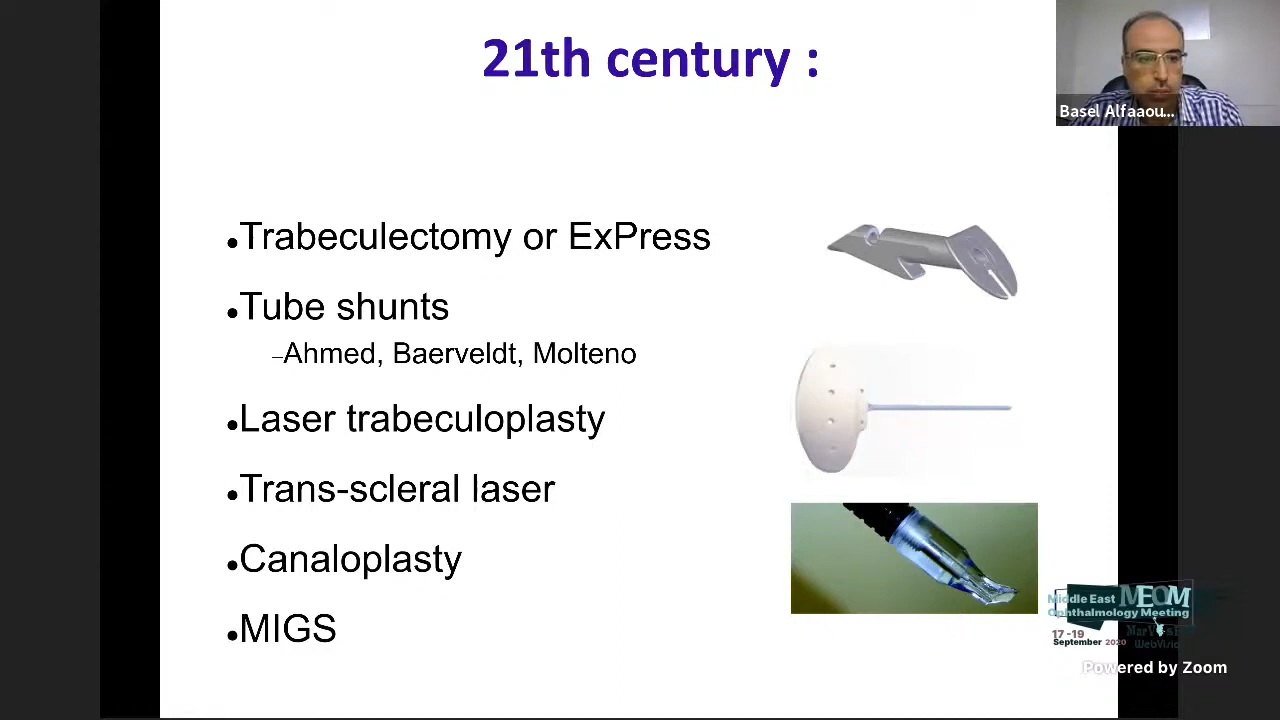 21th century :
Basel Alfaaou...
•Trabeculectomy or ExPress
•Tube shunts
–Ahmed, Baerveldt, Molteno
•Laser trabeculoplasty
•Trans-scleral laser
•Canaloplasty
•MIGS
Middle East MEOM
Ophthalmology Meeting
17-19
September 2020
Powered by Zoom